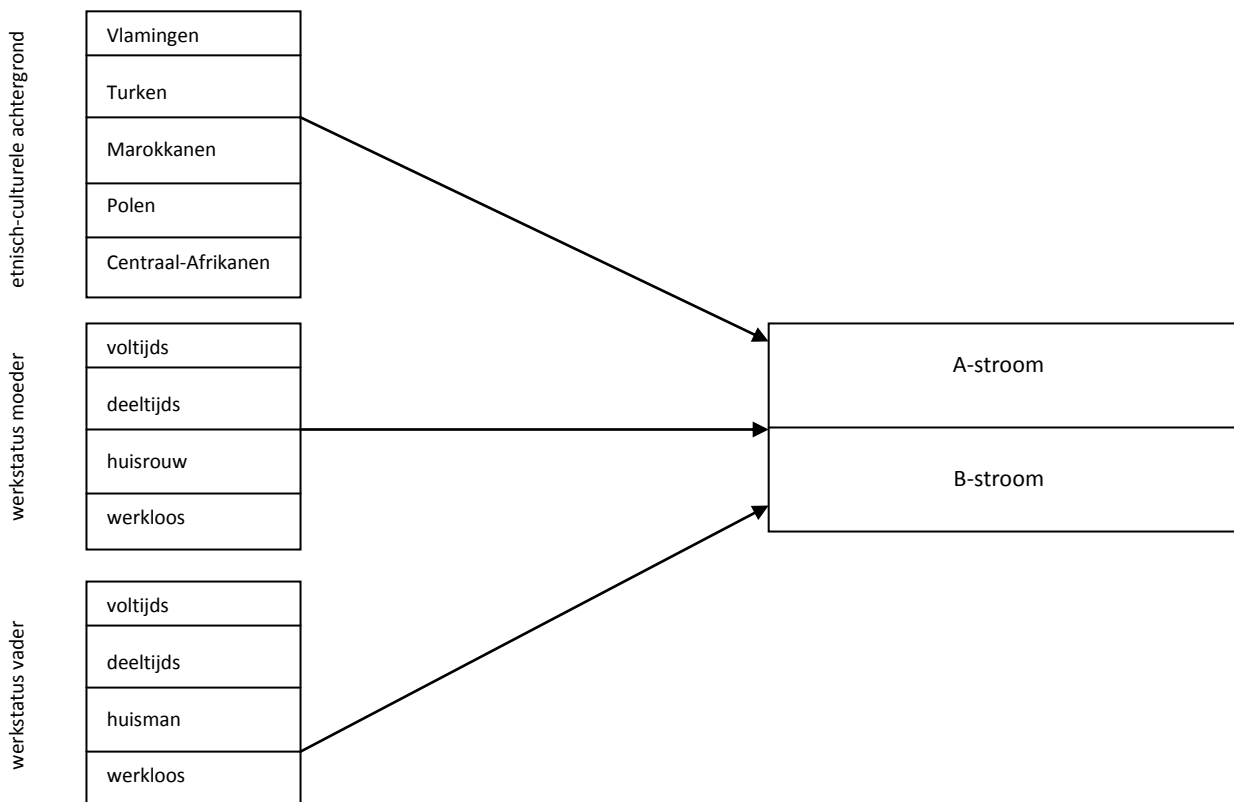 etnisch-culturele achtergrond
Vlamingen
Turken
Marokkanen
Polen
Centraal-Afrikanen
werkstatus moeder
voltijds
deeltijds
huisrouw
werkloos
werkstatus vader
voltijds
deeltijds
huisman
werkloos
A-stroom
B-stroom